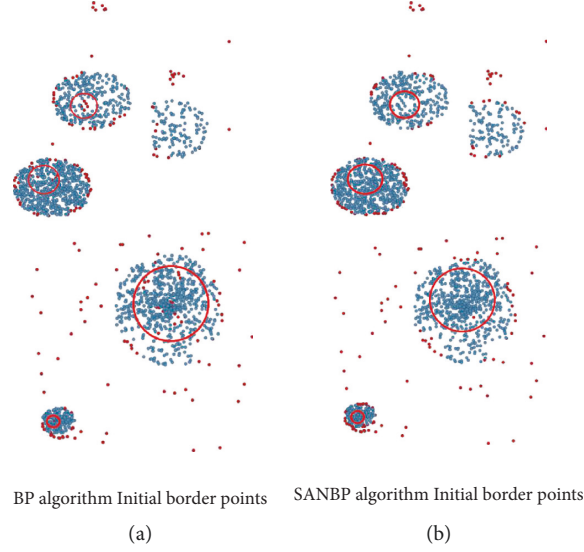 BP algorithm Initial border points
SANBP algorithm Initial border points
(a)
(b)